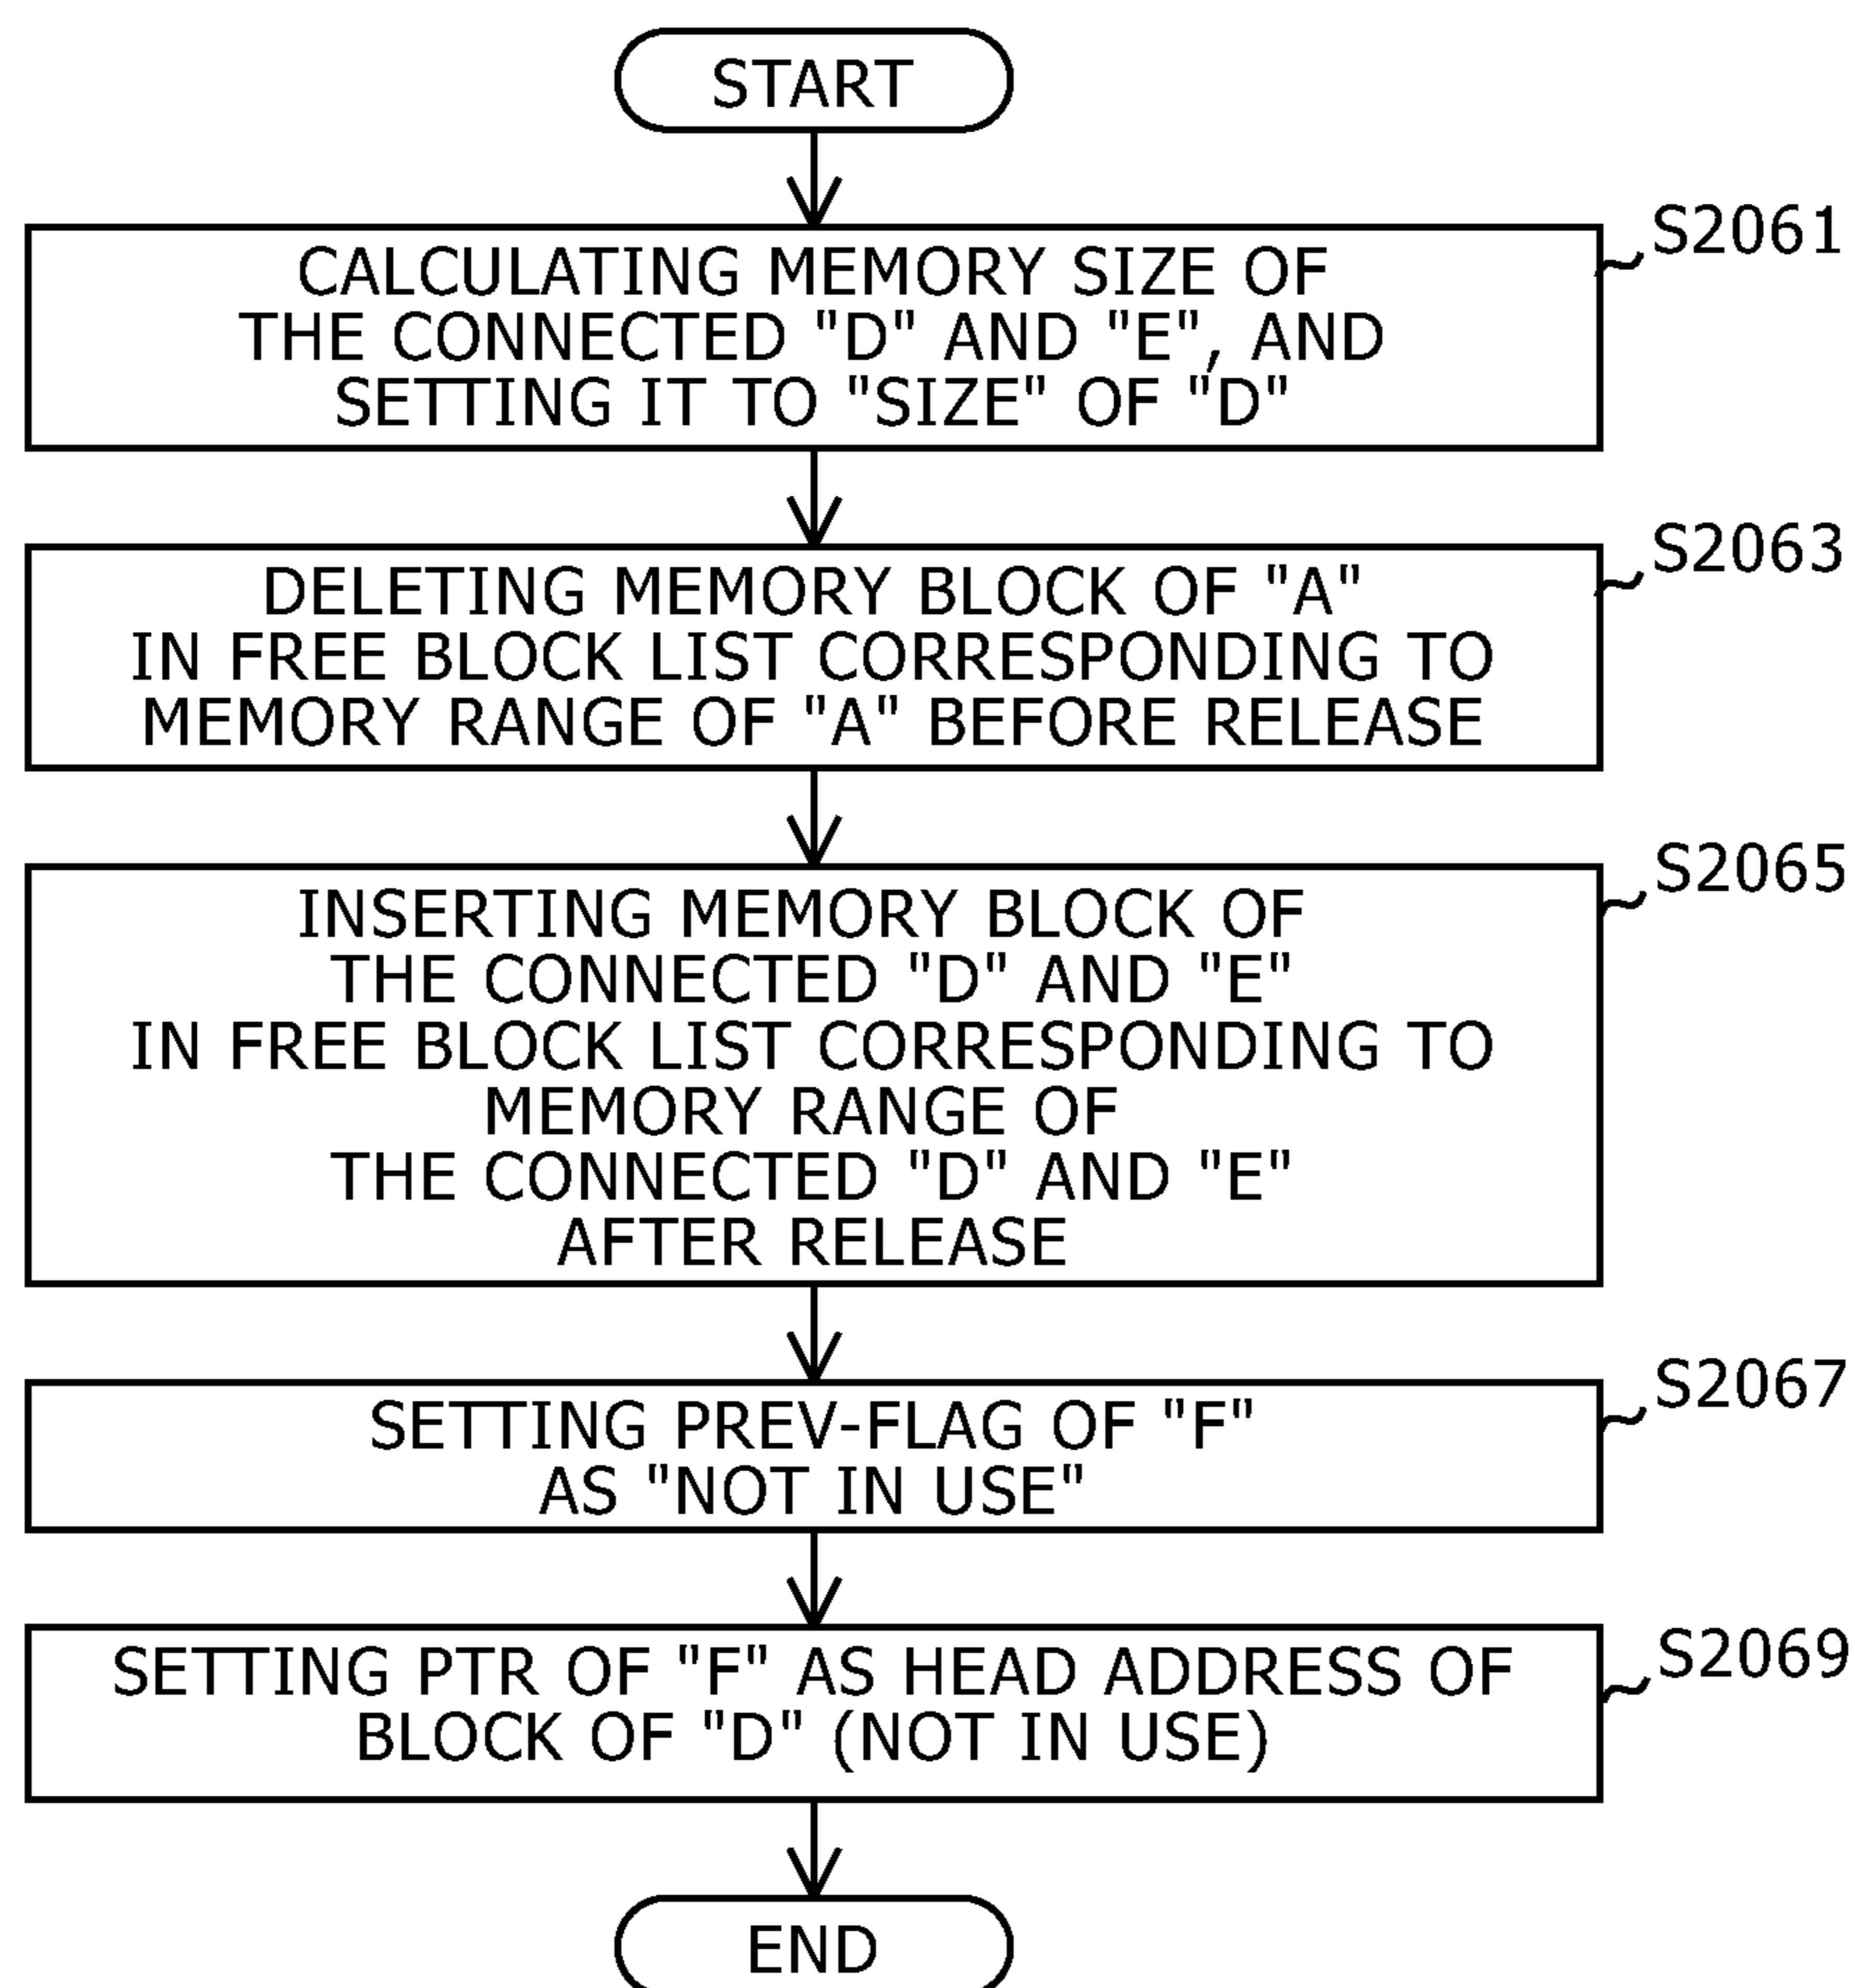 START
S2061
CALCULATING MEMORY SIZE OF
THE CONNECTED "D" AND "E", AND
SETTING IT TO "SIZE" OF "D"
S2063
DELETING MEMORY BLOCK OF "A"
IN FREE BLOCK LIST CORRESPONDING TO
MEMORY RANGE OF "A" BEFORE RELEASE
S2065
INSERTING MEMORY BLOCK OF
THE CONNECTED "D" AND "E"
IN FREE BLOCK LIST CORRESPONDING TO
MEMORY RANGE OF
THE CONNECTED "D" AND "E"
AFTER RELEASE
S2067
SETTING PREV-FLAG OF "F"
AS "NOT IN USE"
S2069
SETTING PTR OF "F" AS HEAD ADDRESS OF
BLOCK OF "D" (NOT IN USE)
END